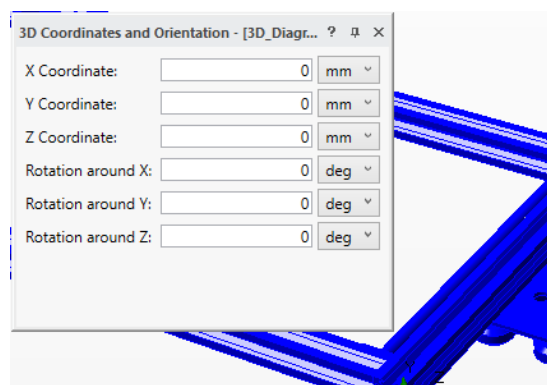 3D Coordinates and Orientation - [3D_Diagr... ?
X Coordinate: 0 mm
Y Coordinate: 0 mm
Z Coordinate: 0 mm
Rotation around X: 0 deg
Rotation around Y: 0 deg
Rotation around Z: 0 deg
Y
Z